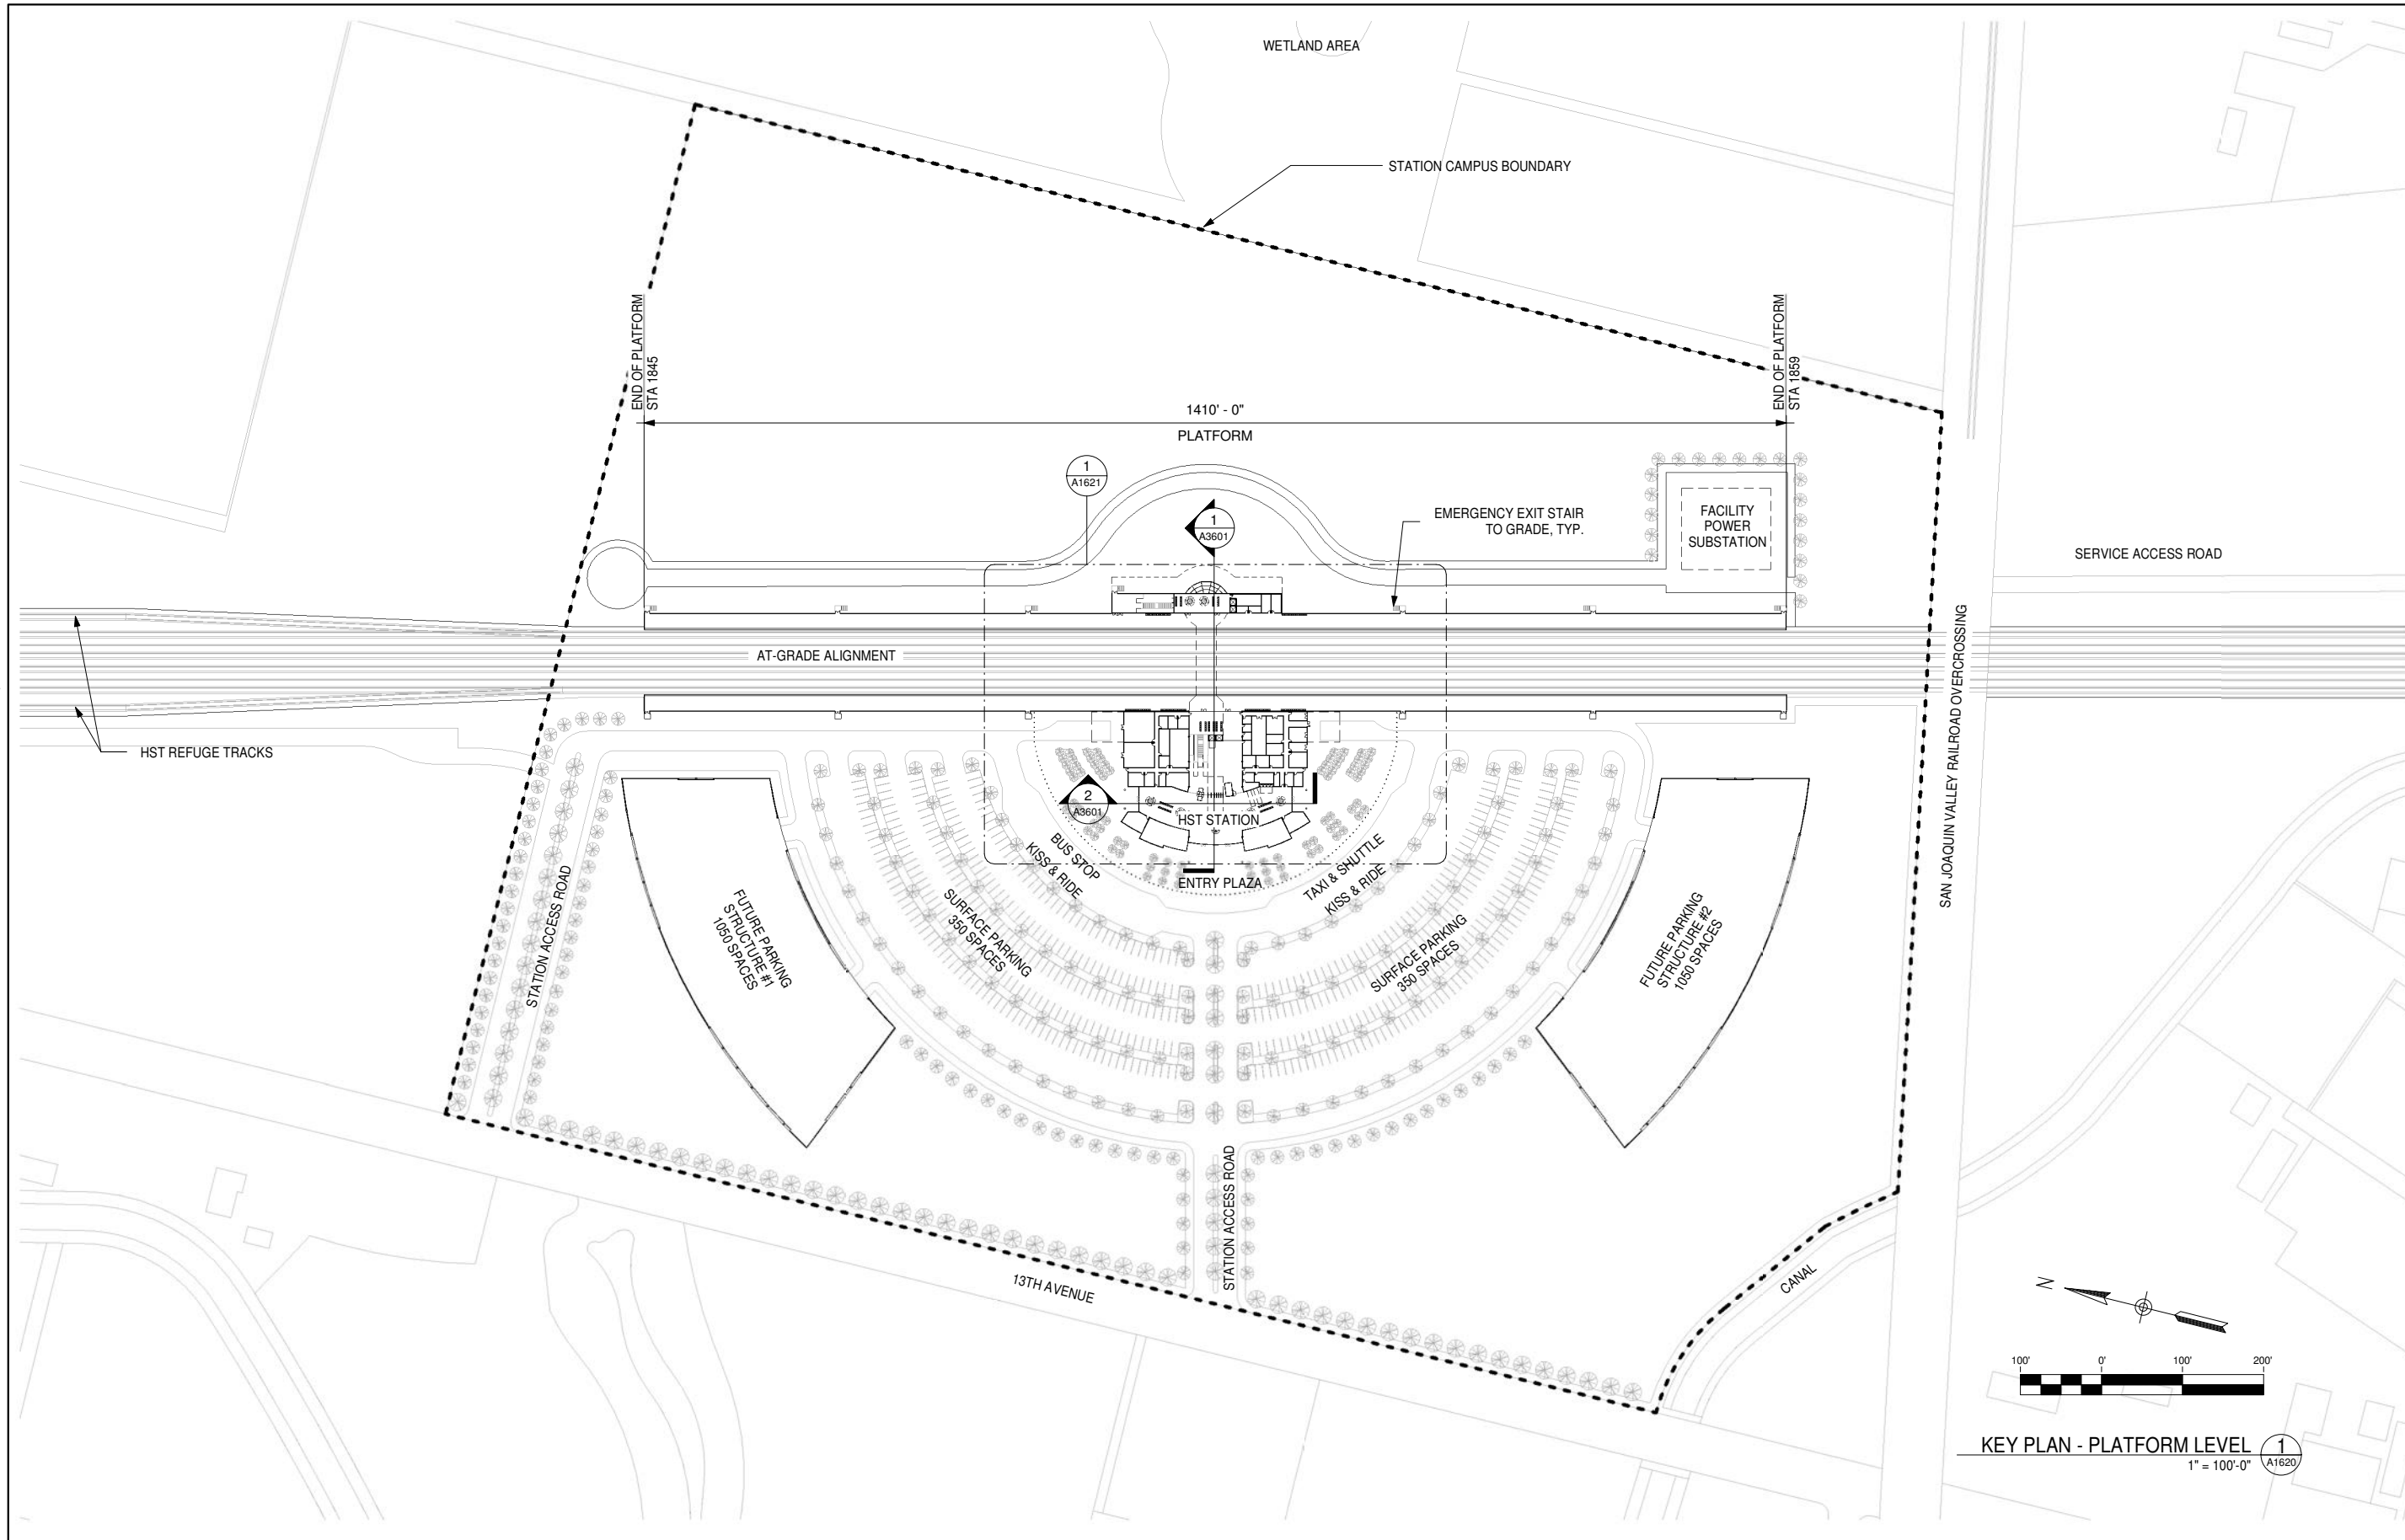 WETLAND AREA
STATION CAMPUS BOUNDARY
END OF PLATFORM
STA 1845
END OF PLATFORM
STA 1859
1410' - 0"
PLATFORM
1
A1621
1
A3601
EMERGENCY EXIT STAIR
TO GRADE, TYP.
FACILITY
POWER
SUBSTATION
SERVICE ACCESS ROAD
AT-GRADE ALIGNMENT
SAN JOAQUIN VALLEY RAILROAD OVERCROSSING
HST REFUGE TRACKS
2
A3601
HST STATION
BUS STOP
KISS & RIDE
ENTRY PLAZA
TAXI & SHUTTLE
KISS & RIDE
STATION ACCESS ROAD
FUTURE PARKING
STRUCTURE #1
1050 SPACES
SURFACE PARKING
350 SPACES
SURFACE PARKING
350 SPACES
FUTURE PARKING
STRUCTURE #2
1050 SPACES
STATION ACCESS ROAD
13TH AVENUE
CANAL
N
100'
0'
100'
200'
KEY PLAN - PLATFORM LEVEL
1" = 100'-0"
1
A1620